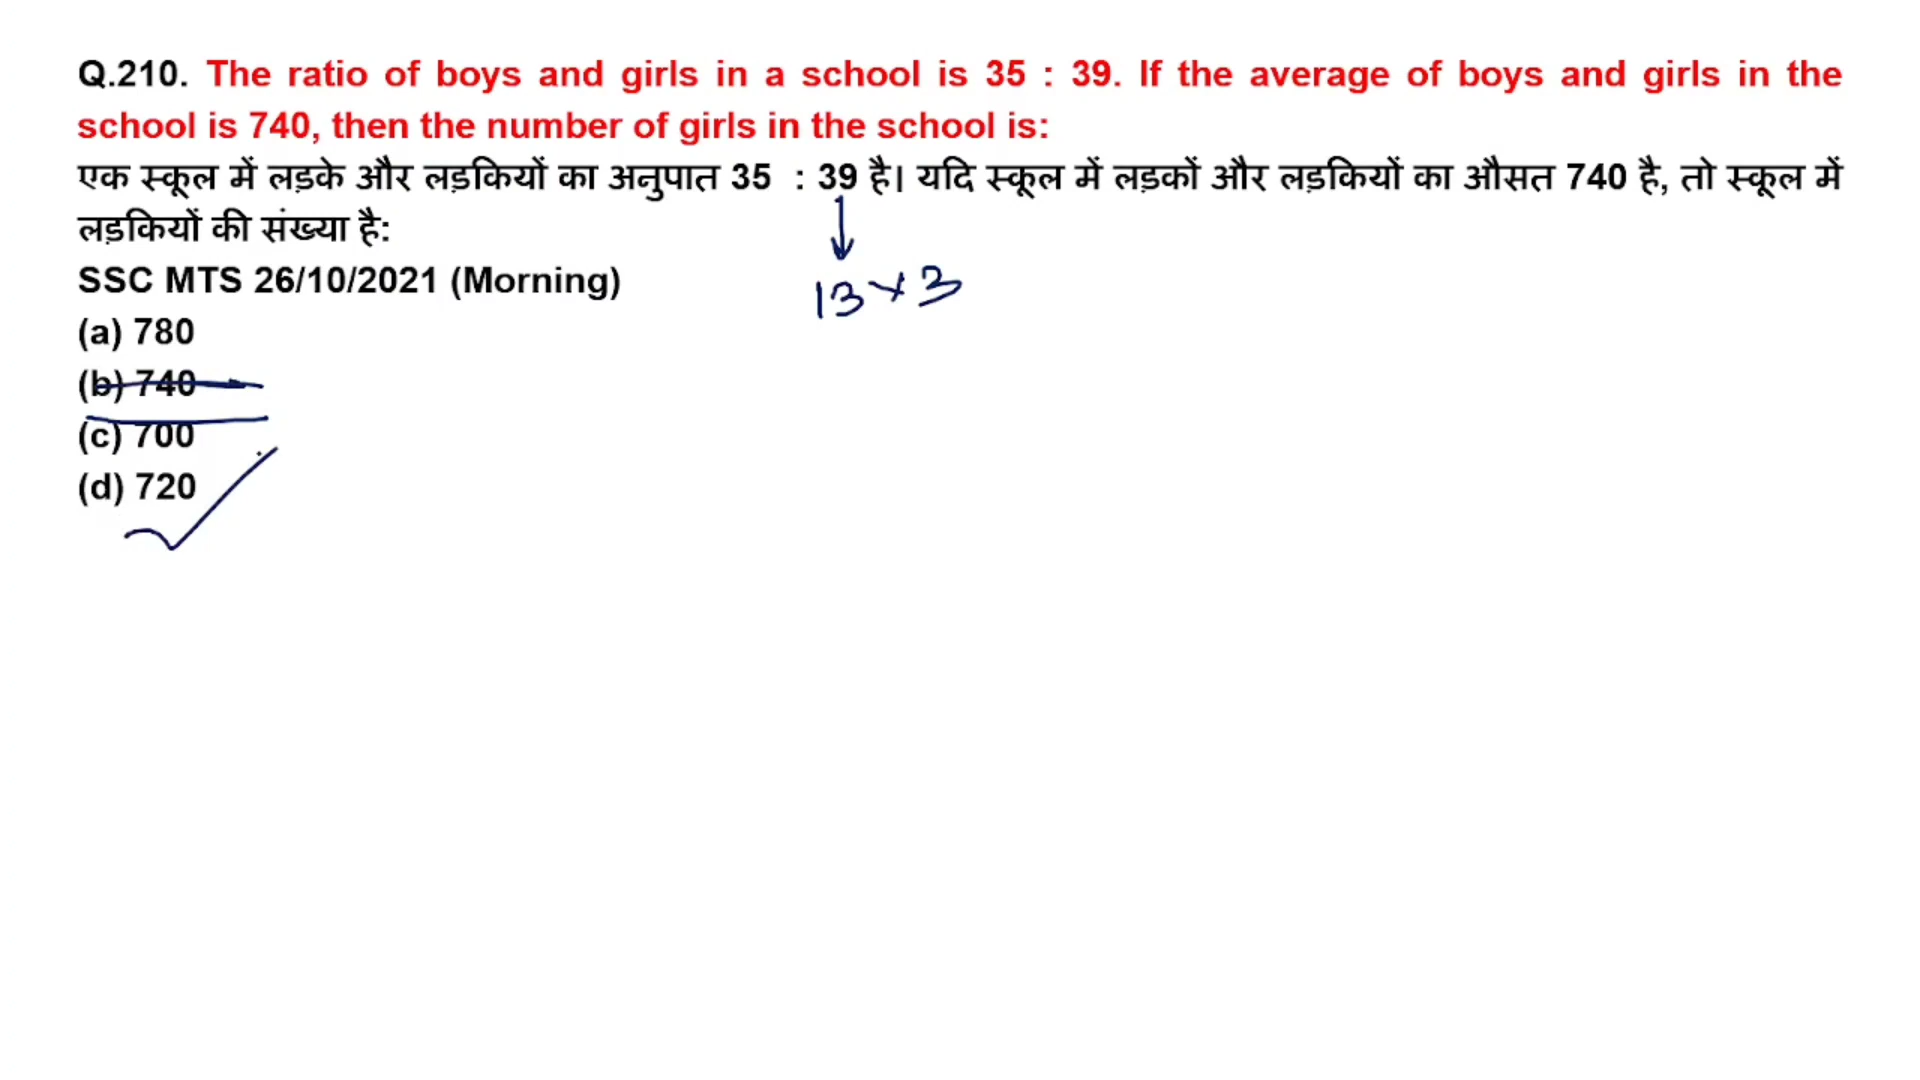 Q.210. The ratio of boys and girls in a school is 35 : 39. If the average of boys and girls in the
school is 740, then the number of girls in the school is:
एक स्कूल में लड़के और लड़कियों का अनुपात 35 : 39 है। यदि स्कूल में लड़कों और लड़कियों का औसत 740 है, तो स्कूल में
लड़कियों की संख्या है:
SSC MTS 26/10/2021 (Morning)
13 × 3
(a) 780
(b) 740
(c) 700
(d) 720